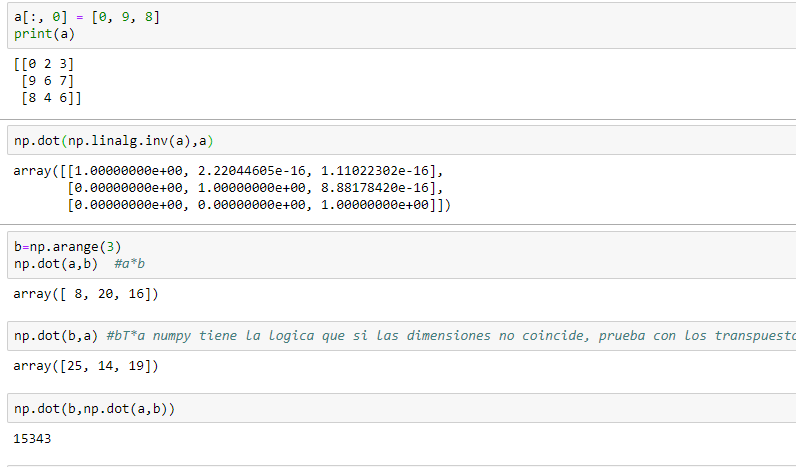 a[:, 0] = [0, 9, 8]
print(a)
[[0 2 3]
 [9 6 7]
 [8 4 6]]
np.dot(np.linalg.inv(a),a)
array([[1.00000000e+00, 2.22044605e-16, 1.11022302e-16],
       [0.00000000e+00, 1.00000000e+00, 8.88178420e-16],
       [0.00000000e+00, 0.00000000e+00, 1.00000000e+00]])
b=np.arange(3)
np.dot(a,b)  #a*b
array([ 8, 20, 16])
np.dot(b,a) #bT*a numpy tiene la logica que si las dimensiones no coincide, prueba con los transpuesto
array([25, 14, 19])
np.dot(b,np.dot(a,b))
15343